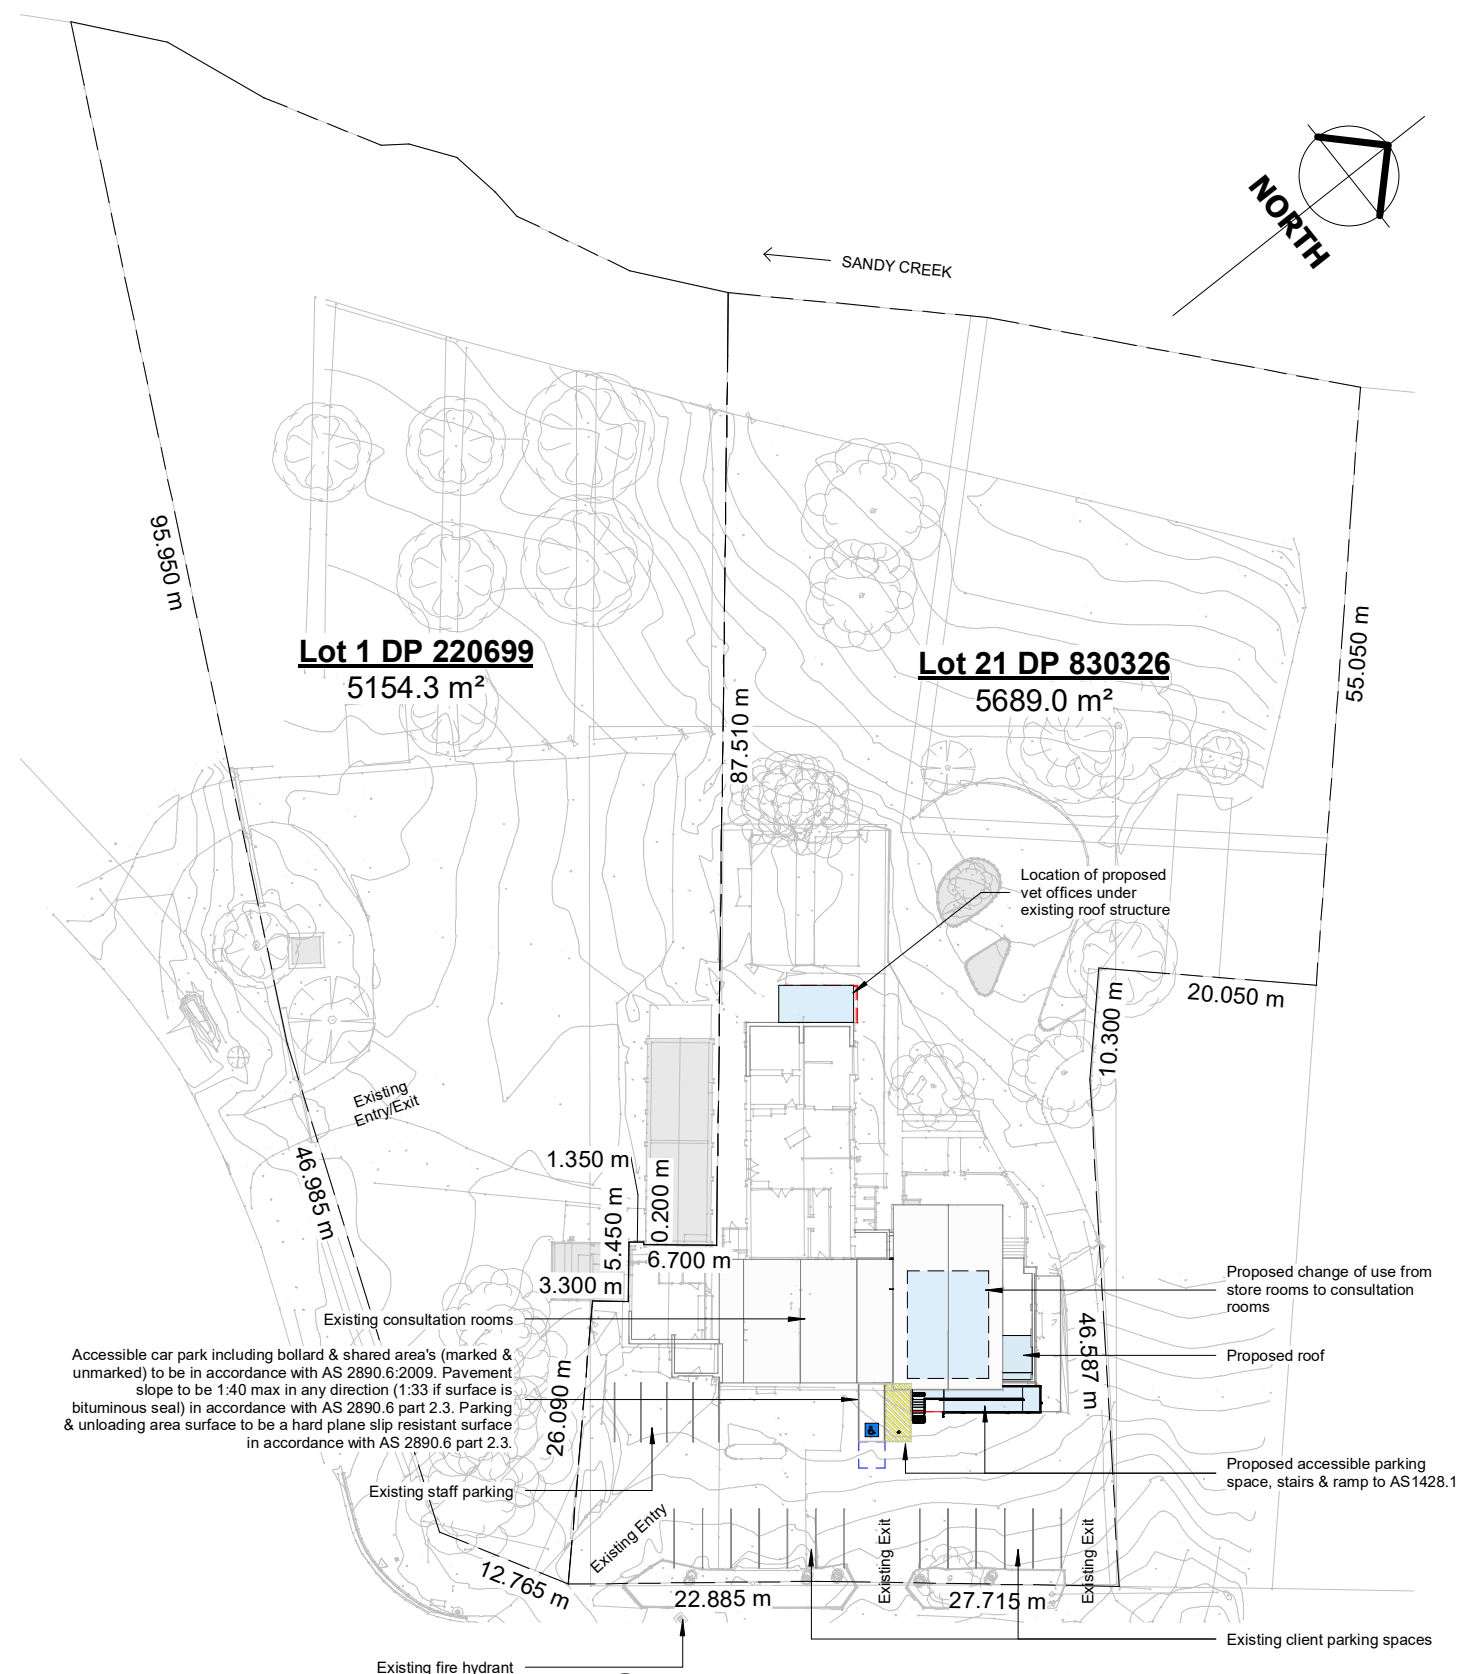 NORTH
SANDY CREEK
95.950 m
Lot 1 DP 220699
5154.3 m²
Lot 21 DP 830326
5689.0 m²
55.050 m
87.510 m
Location of proposed
vet offices under
existing roof structure
20.050 m
10.300 m
Existing
Entry/Exit
46.985 m
1.350 m
5.450 m
0.200 m
6.700 m
3.300 m
Existing consultation rooms
Proposed change of use from
store rooms to consultation
rooms
46.587 m
Proposed roof
Accessible car park including bollard & shared area's (marked &
unmarked) to be in accordance with AS 2890.6:2009. Pavement
slope to be 1:40 max in any direction (1:33 if surface is
bituminous seal) in accordance with AS 2890.6 part 2.3. Parking
& unloading area surface to be a hard plane slip resistant surface
in accordance with AS 2890.6 part 2.3.
26.090 m
Existing staff parking
Proposed accessible parking
space, stairs & ramp to AS1428.1
Existing Entry
Existing Exit
Existing Exit
12.765 m
22.885 m
27.715 m
Existing client parking spaces
Existing fire hydrant